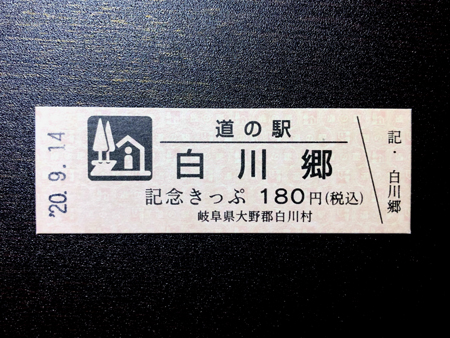 '20. 9. 14
道の駅
白川郷
記念きっぷ 180円(税込)
岐阜県大野郡白川村
記・白川郷